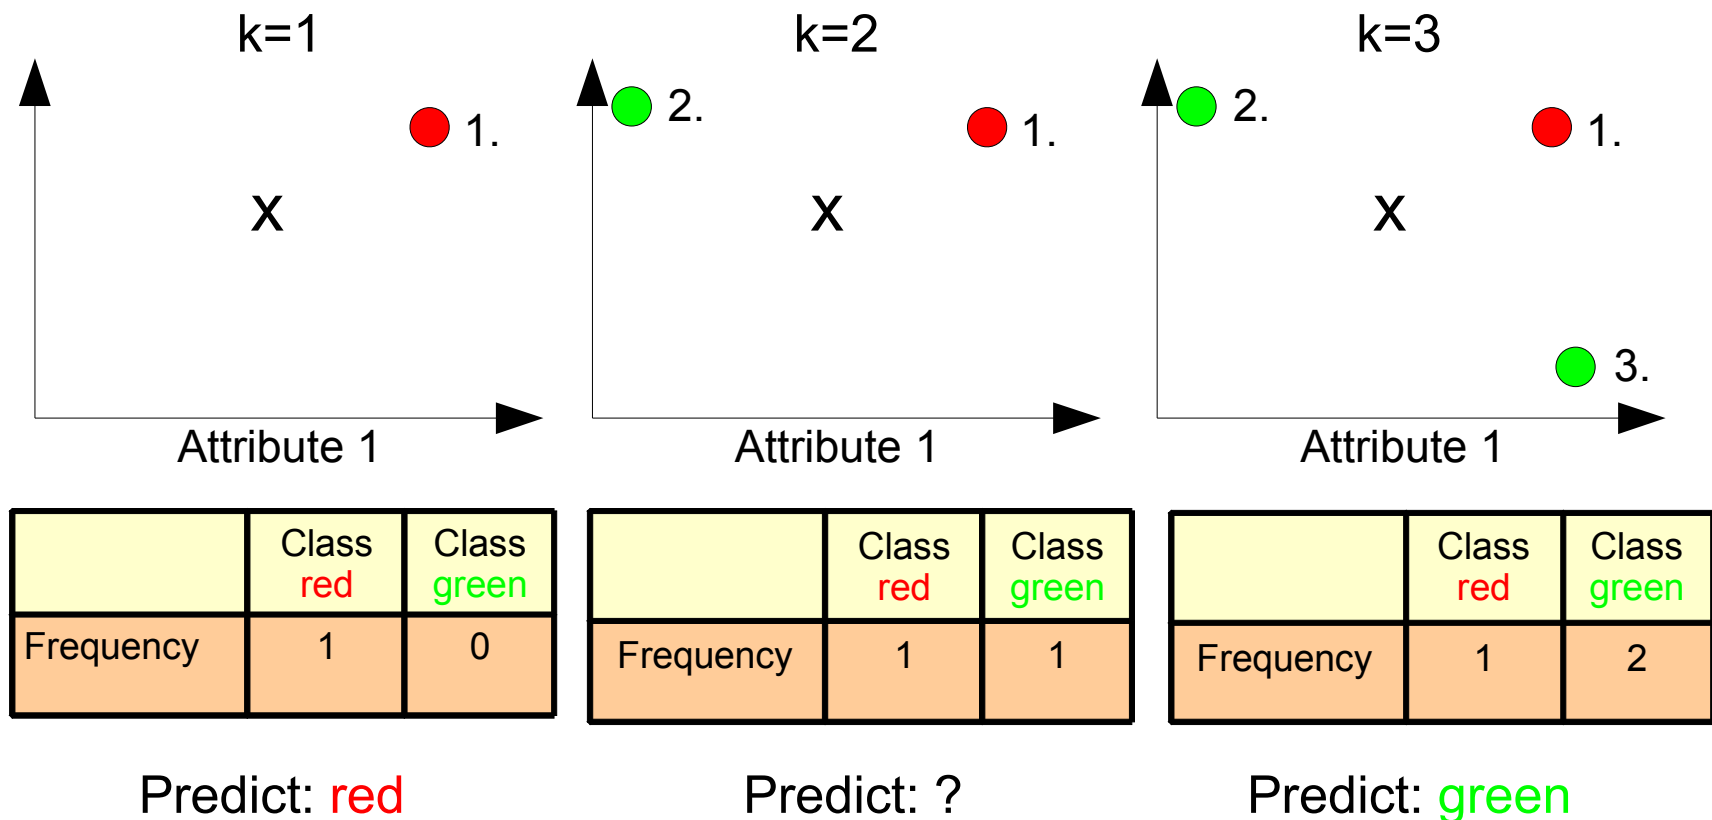 k=1
1.
x
Attribute 1
Class red
Class green
Frequency
1
0
Predict: red
k=2
2.
1.
x
Attribute 1
Class red
Class green
Frequency
1
1
Predict: ?
k=3
2.
1.
x
3.
Attribute 1
Class red
Class green
Frequency
1
2
Predict: green